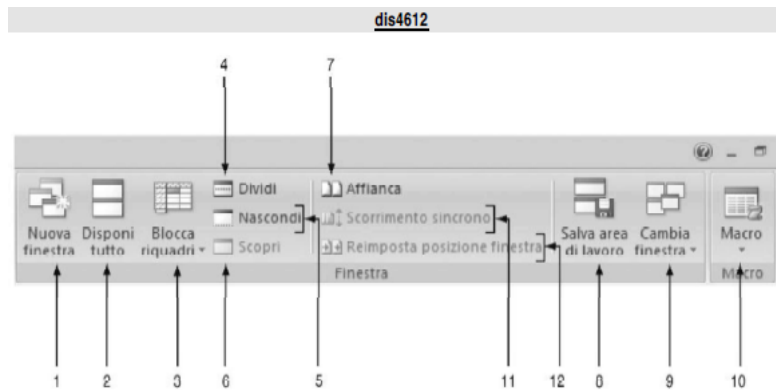 dis4612
4 7
Dividi Affianca
Nuova finestra Disponi tutto Blocca riquadri Nascondi Scorrimento sincrono Salva area di lavoro Cambia finestra Macro
Scopri Reimposta posizione finestra
Finestra Macro
1 2 3 6 5 11 12 8 9 10